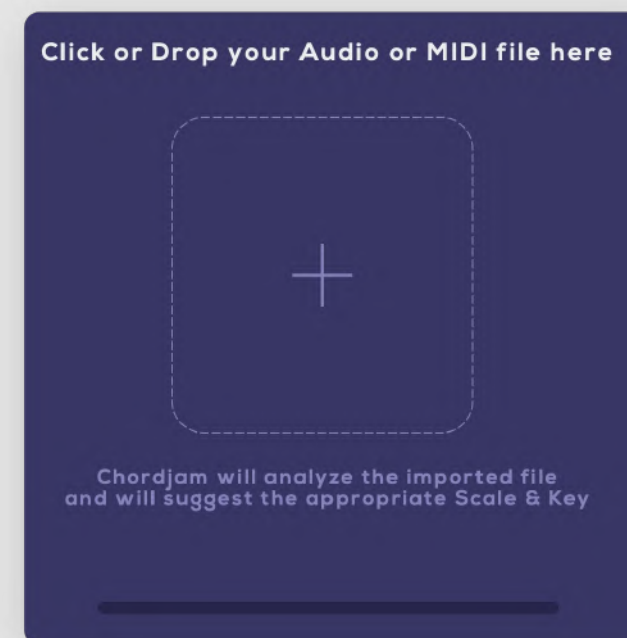 Click or Drop your Audio or MIDI file here
Chordjam will analyze the imported file
and will suggest the appropriate Scale & Key